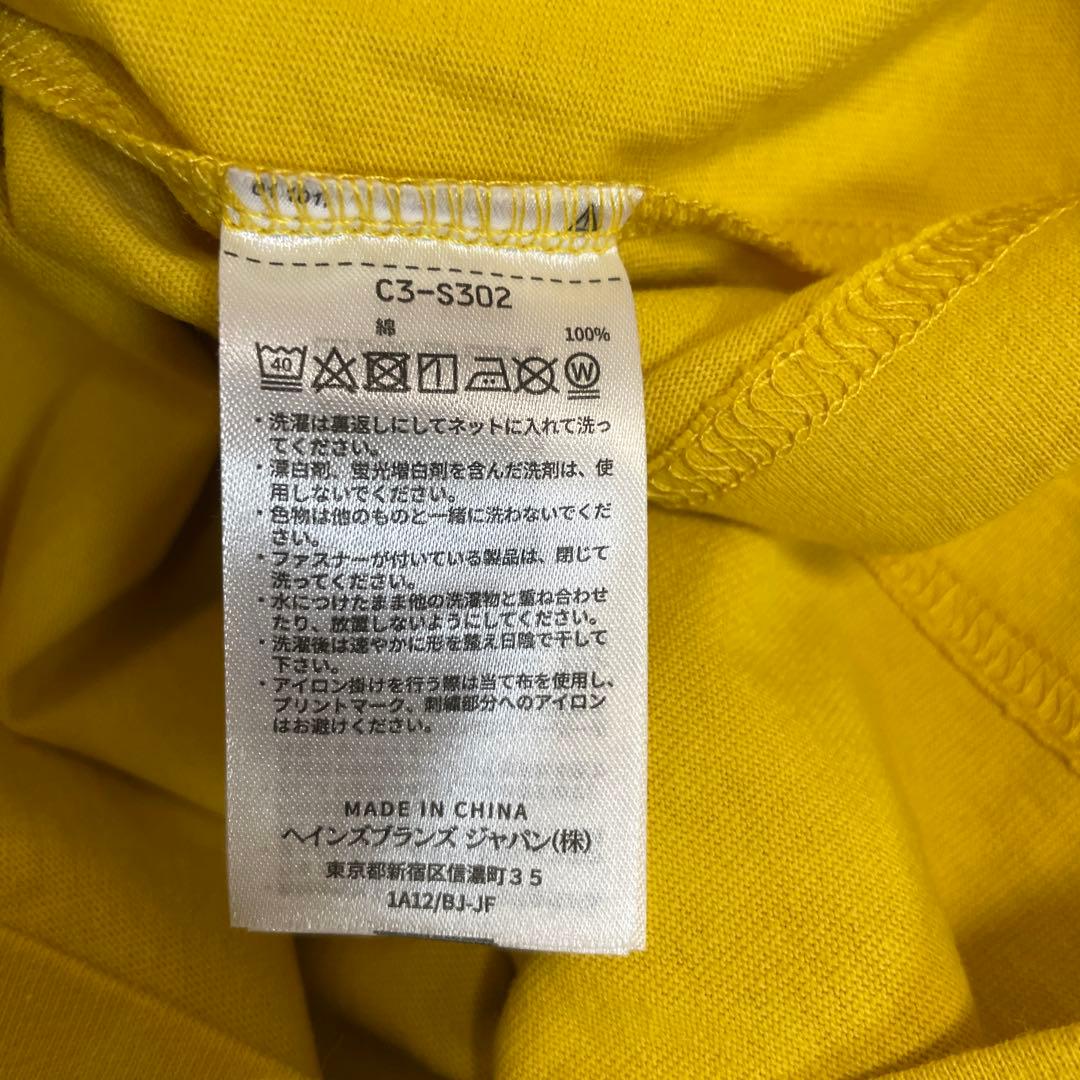 C3-S302
綿 100%
40 W
・洗濯は裏返しにしてネットに入れて洗っ
てください。
・漂白剤、蛍光増白剤を含んだ洗剤は、使
用しないでください。
・色物は他のものと一緒に洗わないでくだ
さい。
・ファスナーが付いている製品は、閉じて
洗ってください。
・水につけたまま他の洗濯物と重ね合わせ
たり、放置しないようにしてください。
・洗濯後は速やかに形を整え日陰で干して
下さい。
・アイロン掛けを行う際は当て布を使用し、
プリントマーク、刺繍部分へのアイロン
はお避けください。
MADE IN CHINA
ヘインズブランズ ジャパン(株)
東京都新宿区信濃町35
1A12/BJ-JF